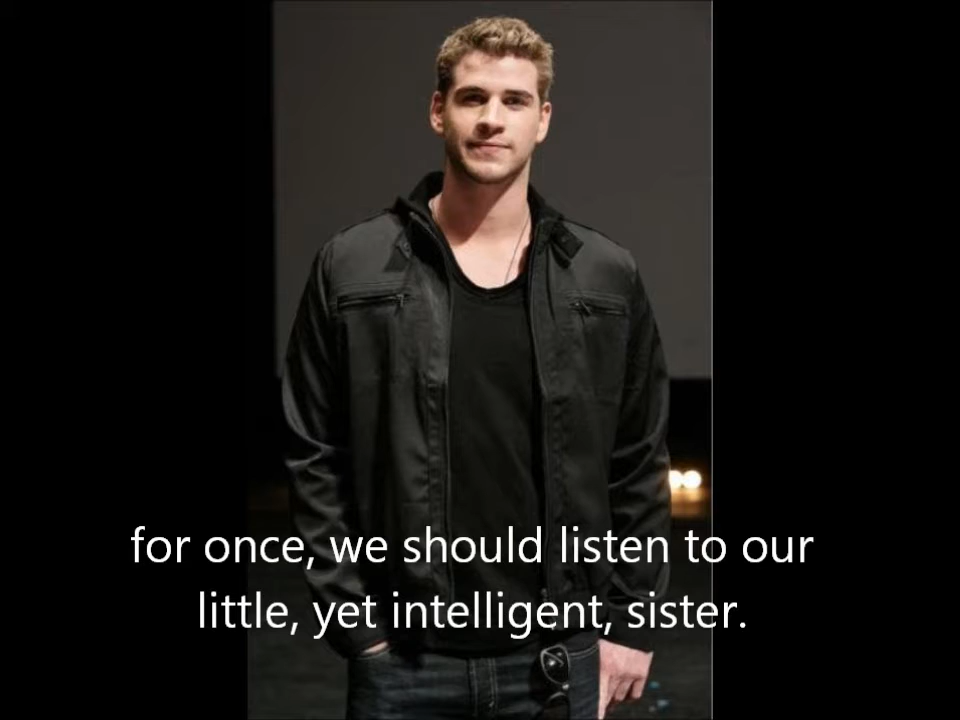 for once, we should listen to our
little, yet intelligent, sister.